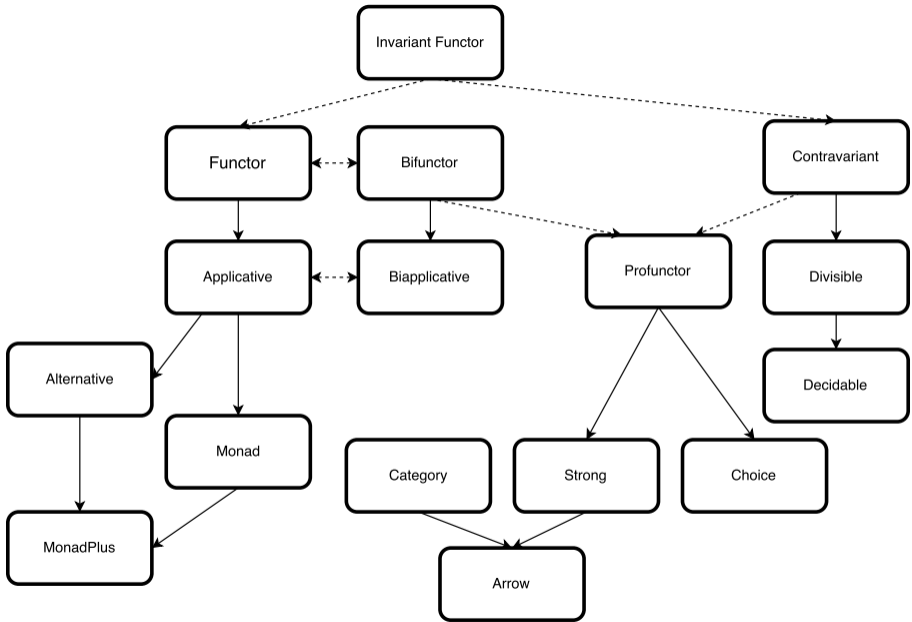 Invariant Functor
Functor
Bifunctor
Contravariant
Applicative
Biapplicative
Profunctor
Divisible
Alternative
Decidable
Monad
Category
Strong
Choice
MonadPlus
Arrow